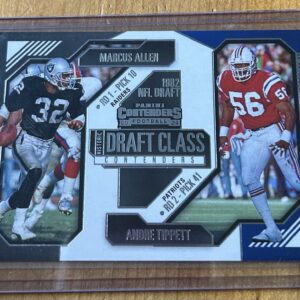 MARCUS ALLEN
RD 1 • PICK 10
RAIDERS
1982
NFL DRAFT
PANINI
CONTENDERS
FOOTBALL
HISTORIC
DRAFT CLASS
CONTENDERS
PATRIOTS
RD 2 • PICK 41
ANDRE TIPPETT
32
56